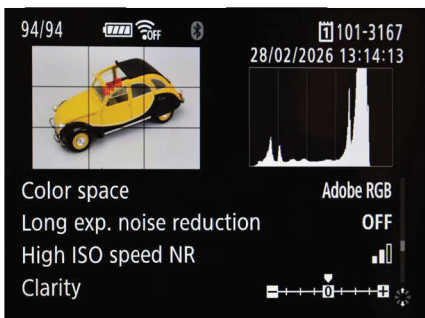 94/94 OFF 1 101-3167
28/02/2026 13:14:13
Color space Adobe RGB
Long exp. noise reduction OFF
High ISO speed NR
Clarity 0